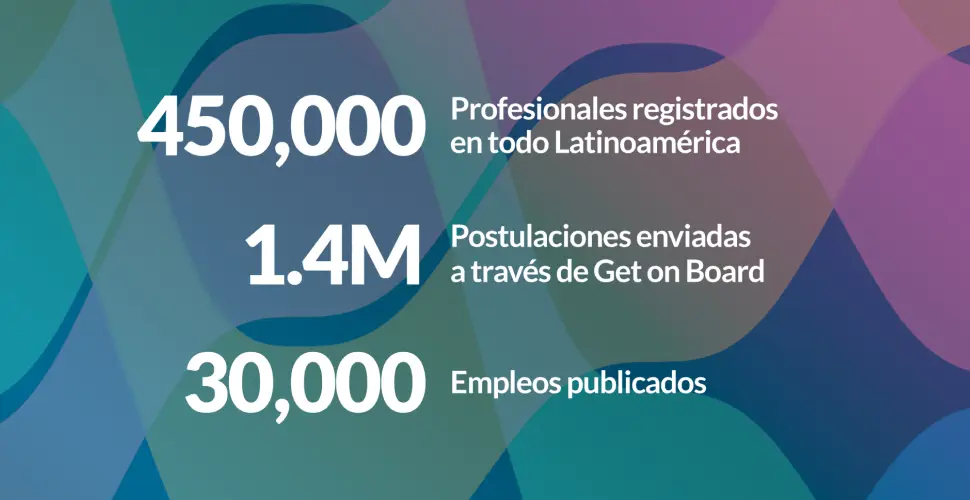 450,000
Profesionales registrados
en todo Latinoamérica
1.4M
Postulaciones enviadas
a través de Get on Board
30,000
Empleos publicados